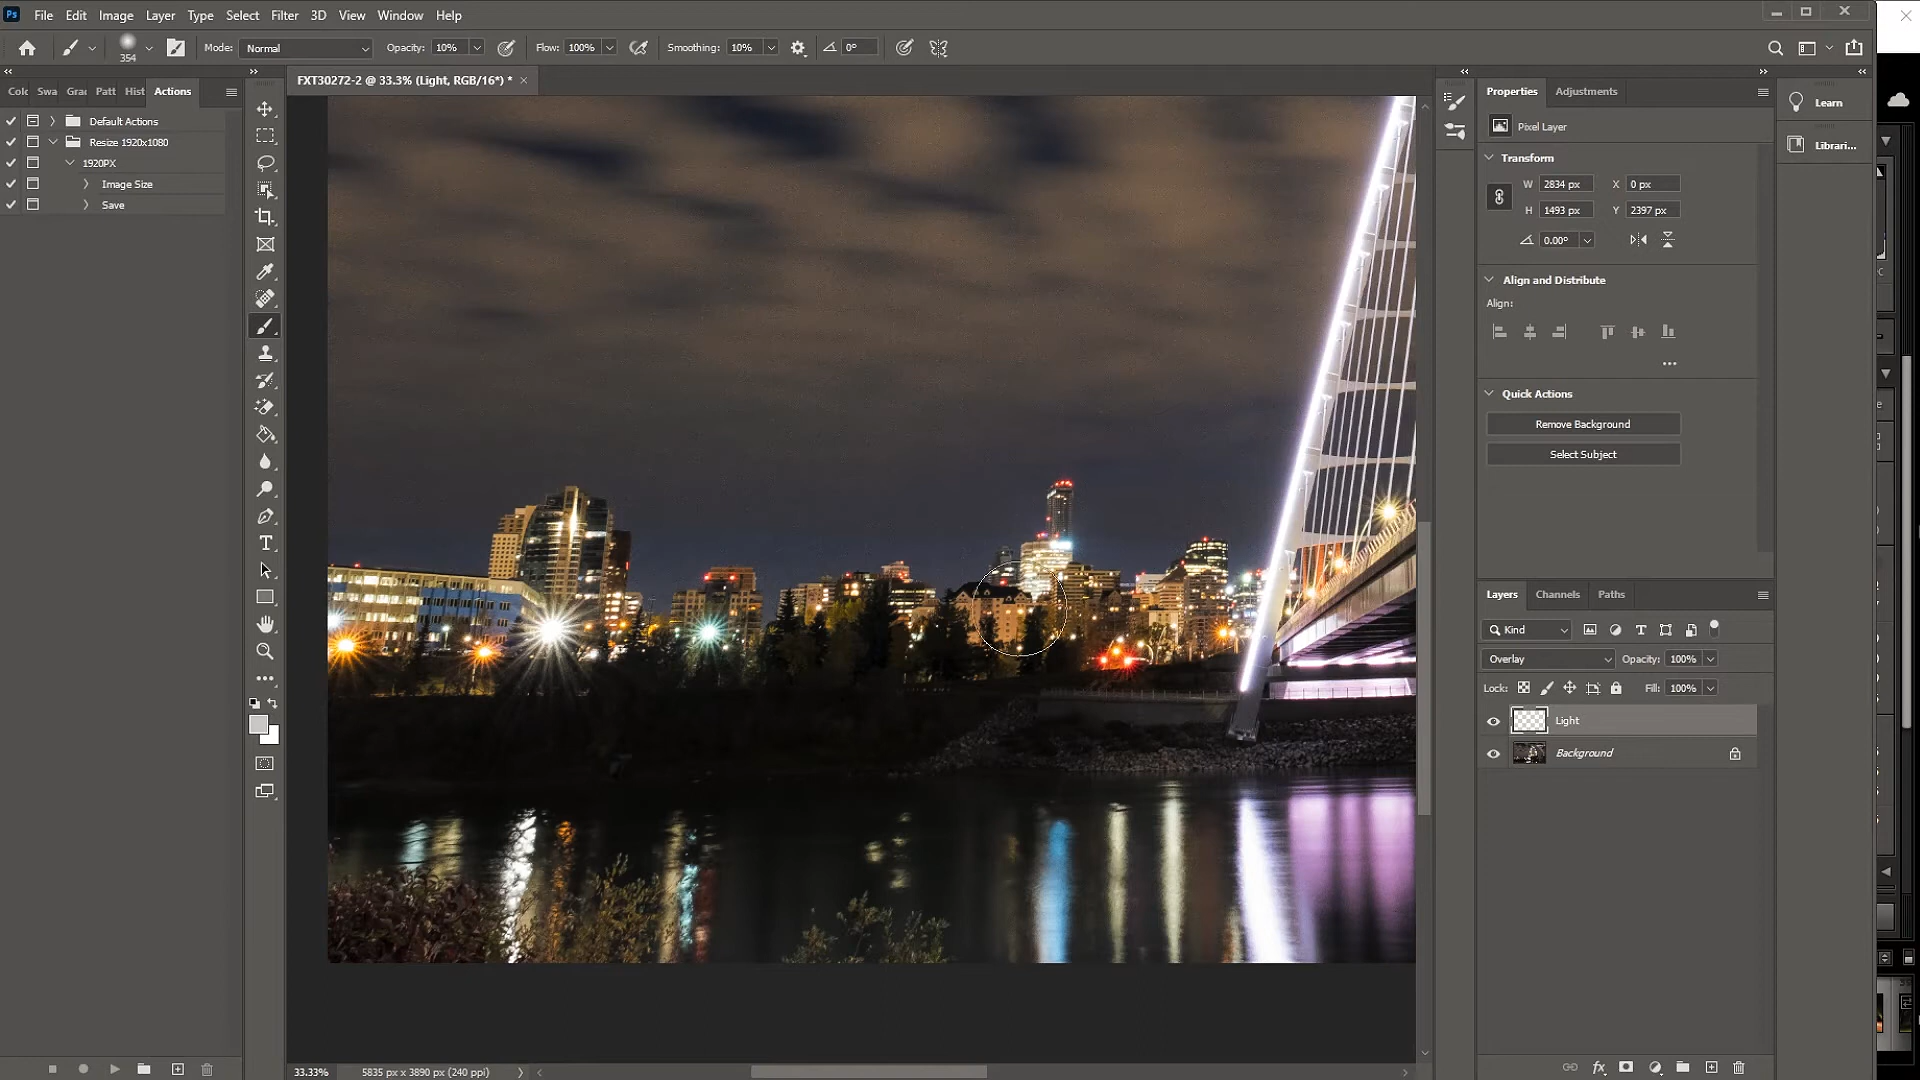 Ps File Edit Image Layer Type Select Filter 3D View Window Help
354 Mode: Normal Opacity: 10% Flow: 100% Smoothing: 10% 0°
Colc Swa Grac Patt Hist Actions
FXT30272-2 @ 33.3% (Light, RGB/16*) *
Default Actions
Resize 1920x1080
1920PX
Image Size
Save
Properties Adjustments
Pixel Layer
Transform
W 2834 px X 0 px
H 1493 px Y 2397 px
0.00°
Align and Distribute
Align:
Quick Actions
Remove Background
Select Subject
Learn
Librari...
Layers Channels Paths
Kind
Overlay Opacity: 100%
Lock: Fill: 100%
Light
Background
33.33% 5835 px x 3890 px (240 ppi)